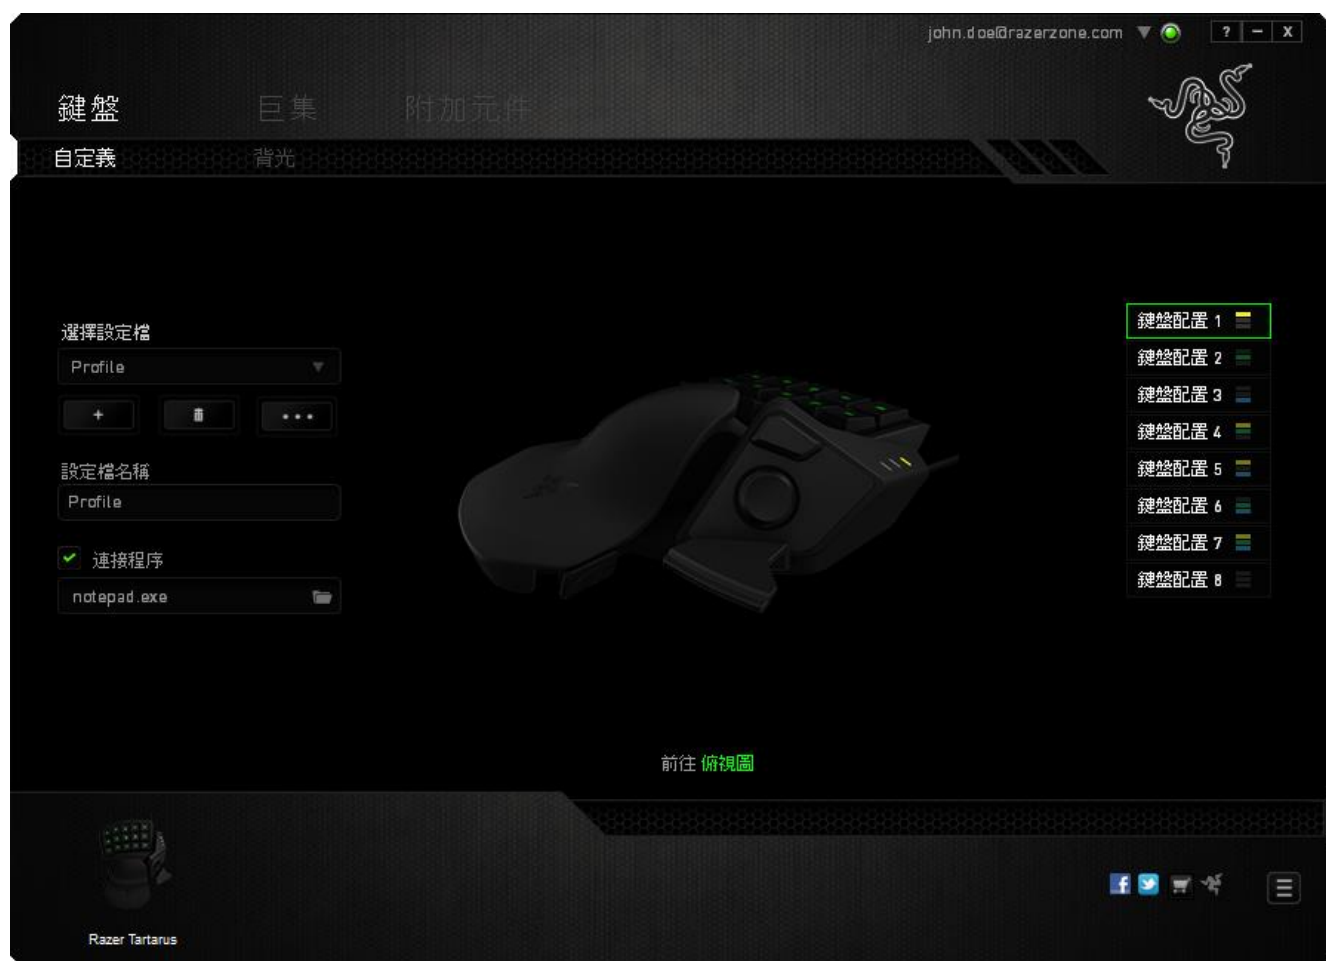 john.doe@razerzone.com ? – X
鍵盤 巨集 附加元件
自定義 背光
選擇設定檔
Profile
+ •••
設定檔名稱
Profile
連接程序
notepad.exe
鍵盤配置 1
鍵盤配置 2
鍵盤配置 3
鍵盤配置 4
鍵盤配置 5
鍵盤配置 6
鍵盤配置 7
鍵盤配置 8
前往 俯視圖
Razer Tartarus